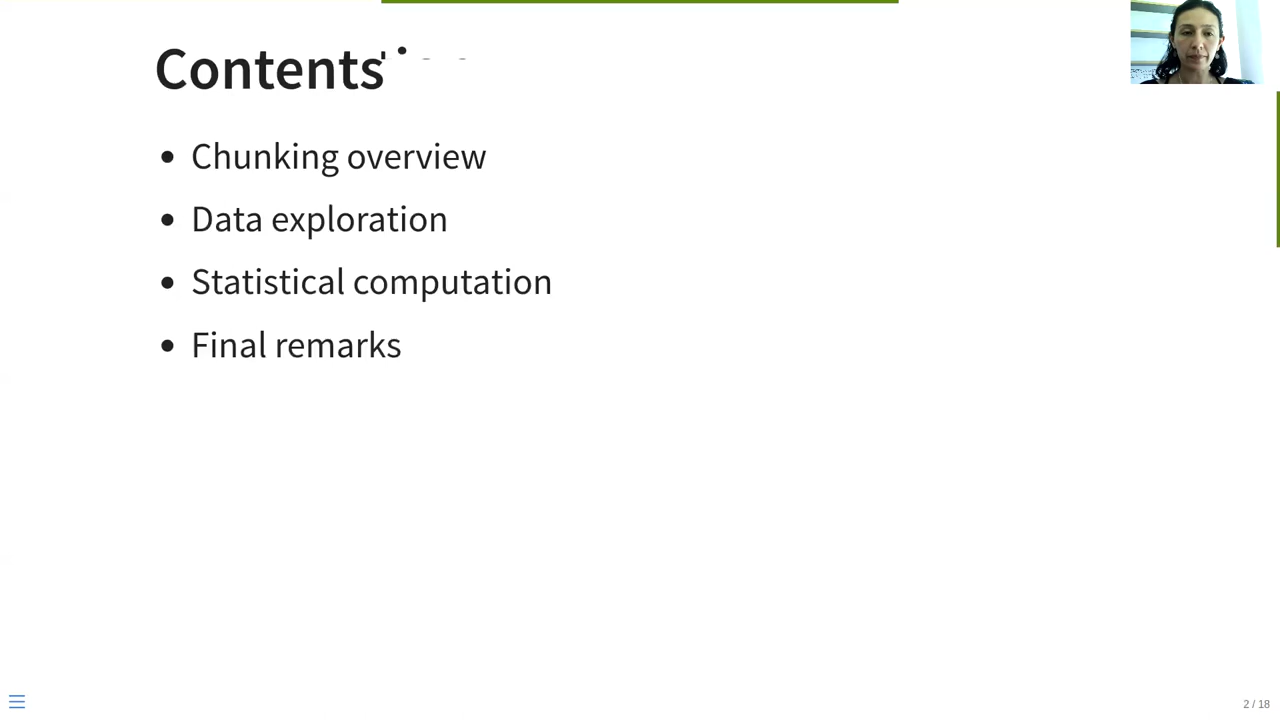 Contents
Chunking overview
Data exploration
Statistical computation
Final remarks
2 / 18